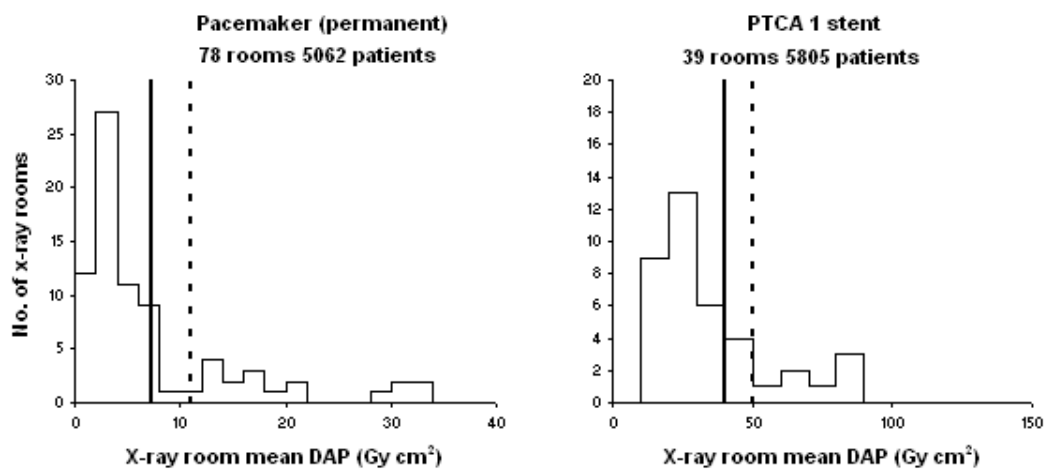 Pacemaker (permanent)
78 rooms 5062 patients
30
25
20
15
10
5
0
No. of x-ray rooms
0 10 20 30 40
X-ray room mean DAP (Gy cm²)
PTCA 1 stent
39 rooms 5805 patients
20
18
16
14
12
10
8
6
4
2
0
0 50 100 150
X-ray room mean DAP (Gy cm²)